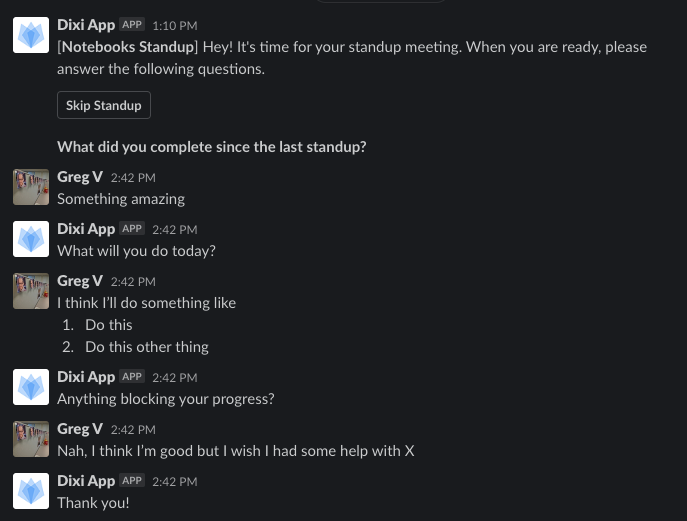 Dixi App APP 1:10 PM
[Notebooks Standup] Hey! It's time for your standup meeting. When you are ready, please
answer the following questions.
Skip Standup
What did you complete since the last standup?
Greg V 2:42 PM
Something amazing
Dixi App APP 2:42 PM
What will you do today?
Greg V 2:42 PM
I think I’ll do something like
1. Do this
2. Do this other thing
Dixi App APP 2:42 PM
Anything blocking your progress?
Greg V 2:42 PM
Nah, I think I’m good but I wish I had some help with X
Dixi App APP 2:42 PM
Thank you!